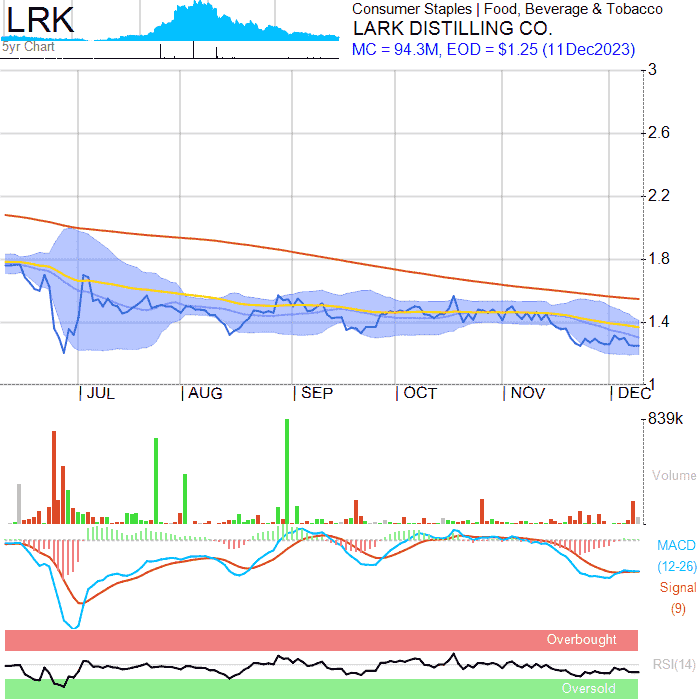 LRK
Consumer Staples | Food, Beverage & Tobacco
LARK DISTILLING CO.
MC = 94.3M, EOD = $1.25 (11Dec2023)
5yr Chart
3
2.6
2.2
1.8
1.4
1
JUL
AUG
SEP
OCT
NOV
DEC
839k
Volume
MACD
(12-26)
Signal
(9)
Overbought
RSI(14)
Oversold